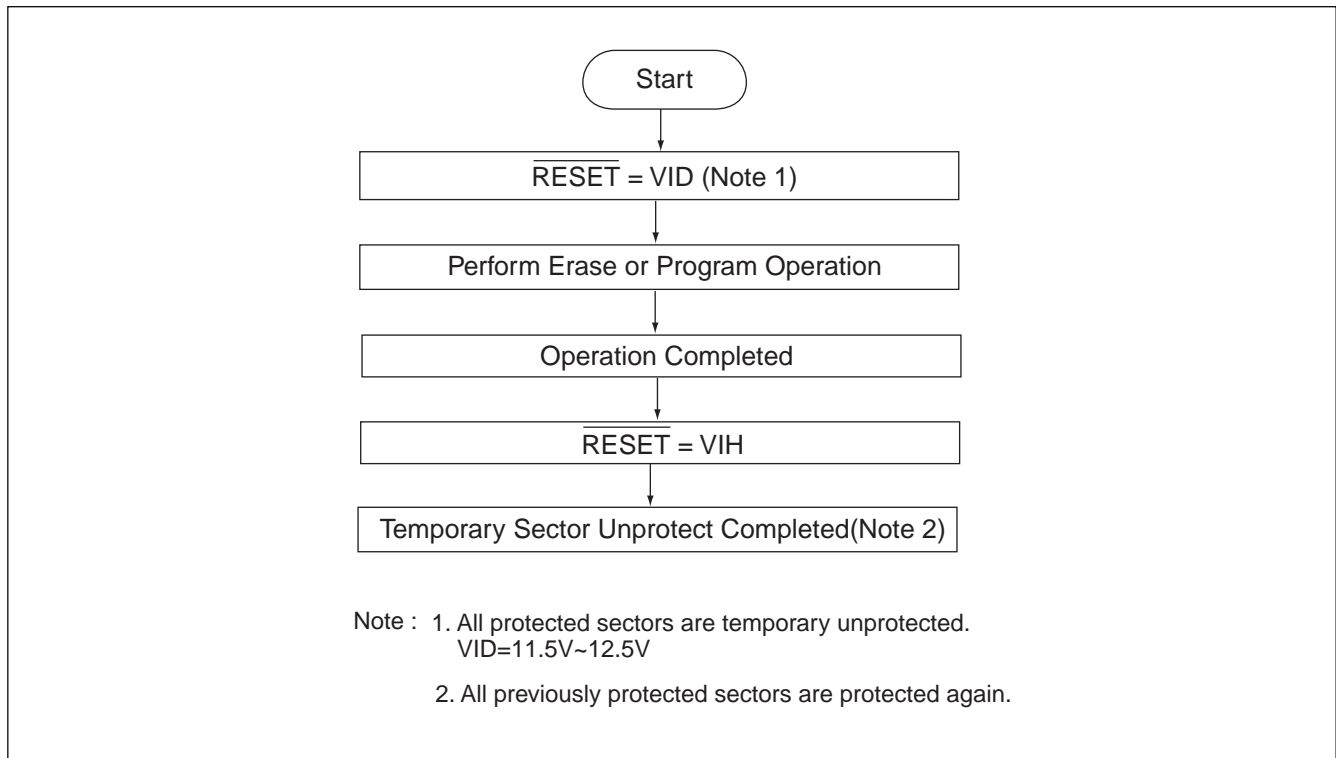 Start
RESET = VID (Note 1)
Perform Erase or Program Operation
Operation Completed
RESET = VIH
Temporary Sector Unprotect Completed(Note 2)
Note : 1. All protected sectors are temporary unprotected.
VID=11.5V~12.5V
2. All previously protected sectors are protected again.